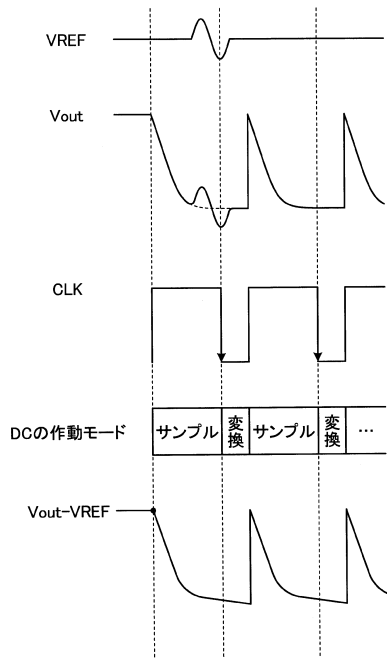 VREF
Vout
CLK
DCの作動モード
サンプル
変換
サンプル
変換
…
Vout-VREF